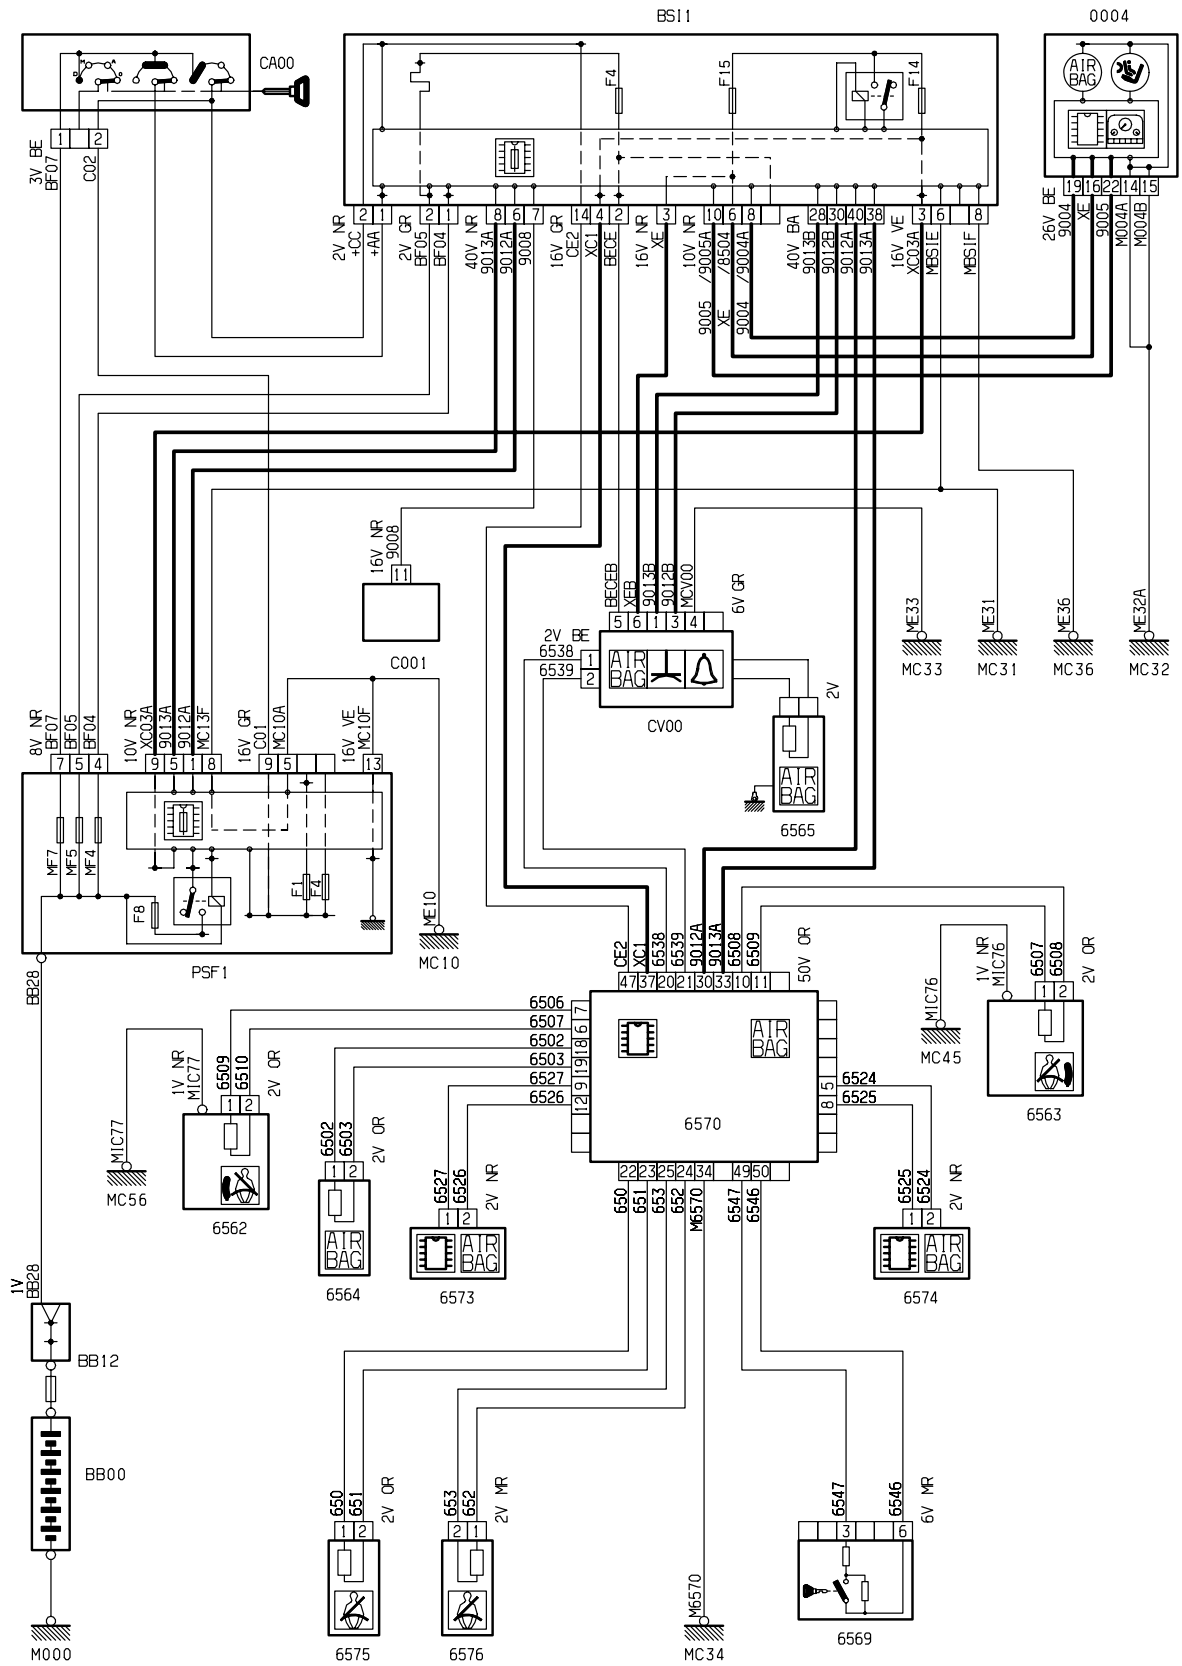 BSI1
0004
CA00
M A
D O
F4
F15
F14
AIR
BAG
1 2
3V BE
BF07
C02
2 1
2V NR
+CC
+AA
2 1
2V GR
BF05
BF04
8 6 7
40V NR
9013A
9012A
9008
14 4 2
16V GR
CE2
XC1
BECE
3
16V NR
XE
10 6 8
10V NR
9005 /9005A
XE /8504
9004 /9004A
28 30 40 38
40V BA
9013B
9012B
9012A
9013A
3 6 8
16V VE
XC03A
MBSIE
MBSIF
19 16 22 14 15
26V BE
9004
XE
9005
M004A
M004B
16V NR
9008
11
C001
BECEB
XEB
9013B
9012B
MCV00
6V GR
5 6 1 3 4
2V BE
6538
6539
1
2
AIR
BAG
CV00
2V
AIR
BAG
6565
ME33
MC33
ME31
MC31
ME36
MC36
ME32A
MC32
8V NR
BF07
BF05
BF04
7 5 4
10V NR
XC03A
9013A
9012A
MC13F
9 5 1 8
16V GR
C01
MC10A
9 5
16V VE
MC10F
13
MF7
MF5
MF4
F8
F1
F4
PSF1
BB28
ME10
MC10
CE2
XC1
6538
6539
9012A
9013A
6508
6509
50V OR
47 37 20 21 30 33 10 11
6506 7
6507 6
6502 18
6503 19
6527 9
6526 12
AIR
BAG
6570
5 6524
8 6525
22 23 25 24 34 49 50
650
651
653
652
M6570
6547
6546
MIC76
MC45
1V NR
MIC76
6507
6508
2V OR
1 2
6563
MIC77
MC56
1V NR
MIC77
6509
6510
2V OR
1 2
6562
6502
6503
2V OR
1 2
AIR
BAG
6564
6527
6526
2V NR
1 2
AIR
BAG
6573
6525
6524
2V NR
1 2
AIR
BAG
6574
1V
BB28
BB12
BB00
M000
650
651
2V OR
1 2
6575
653
652
2V MR
2 1
6576
M6570
MC34
6547
6546
6V MR
3 6
6569